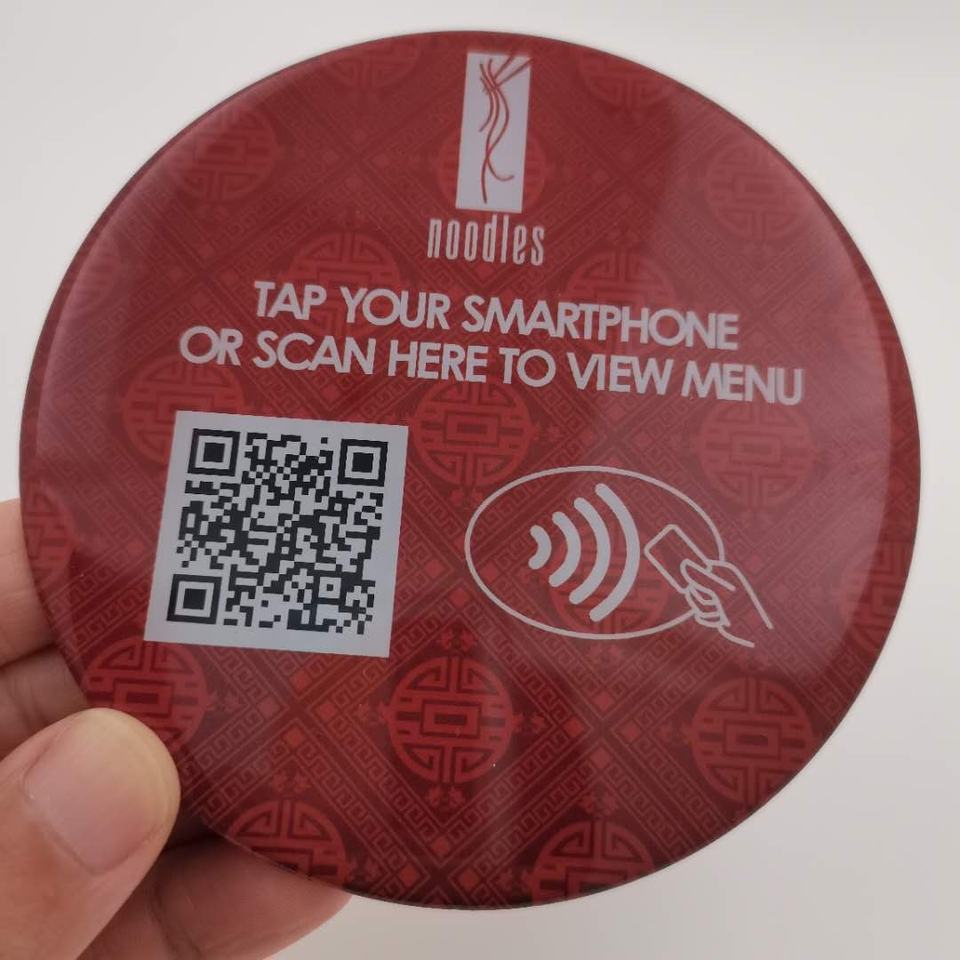 noodles
TAP YOUR SMARTPHONE
OR SCAN HERE TO VIEW MENU